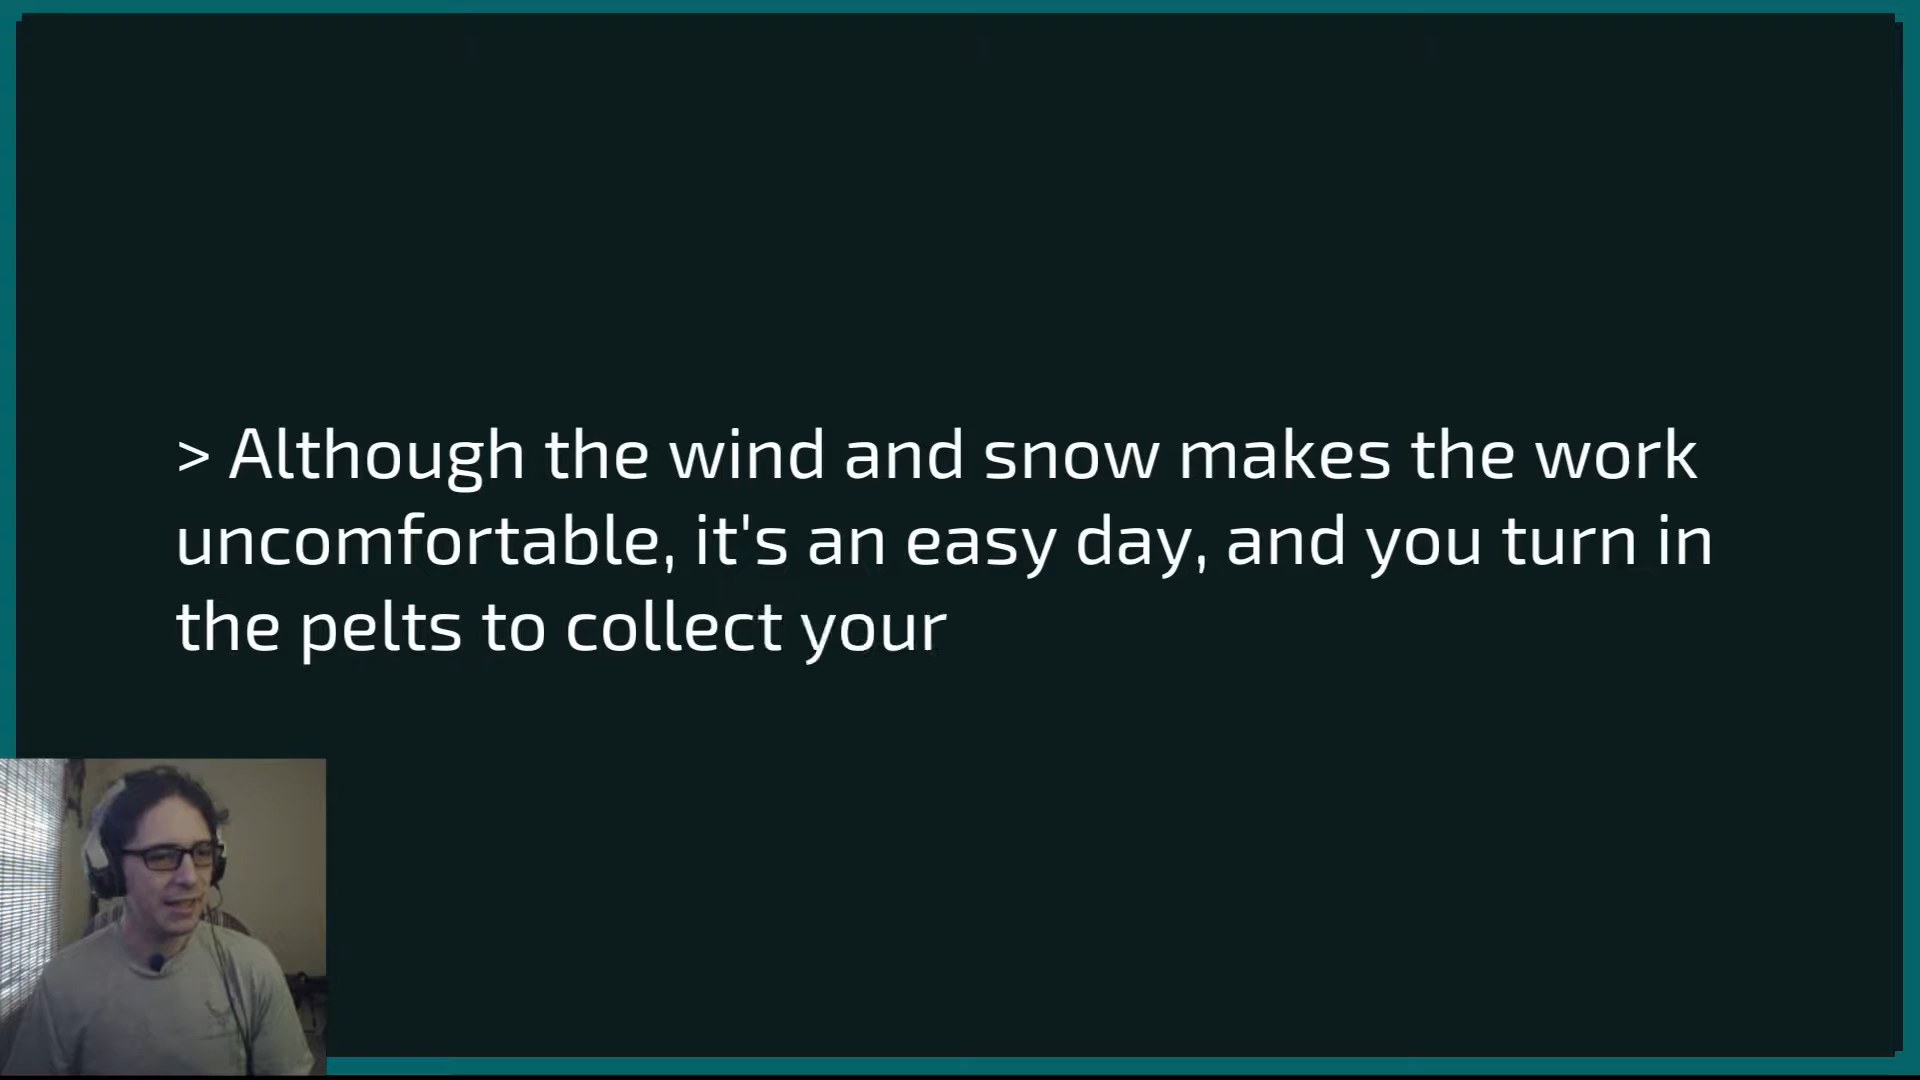 > Although the wind and snow makes the work
uncomfortable, it's an easy day, and you turn in
the pelts to collect your